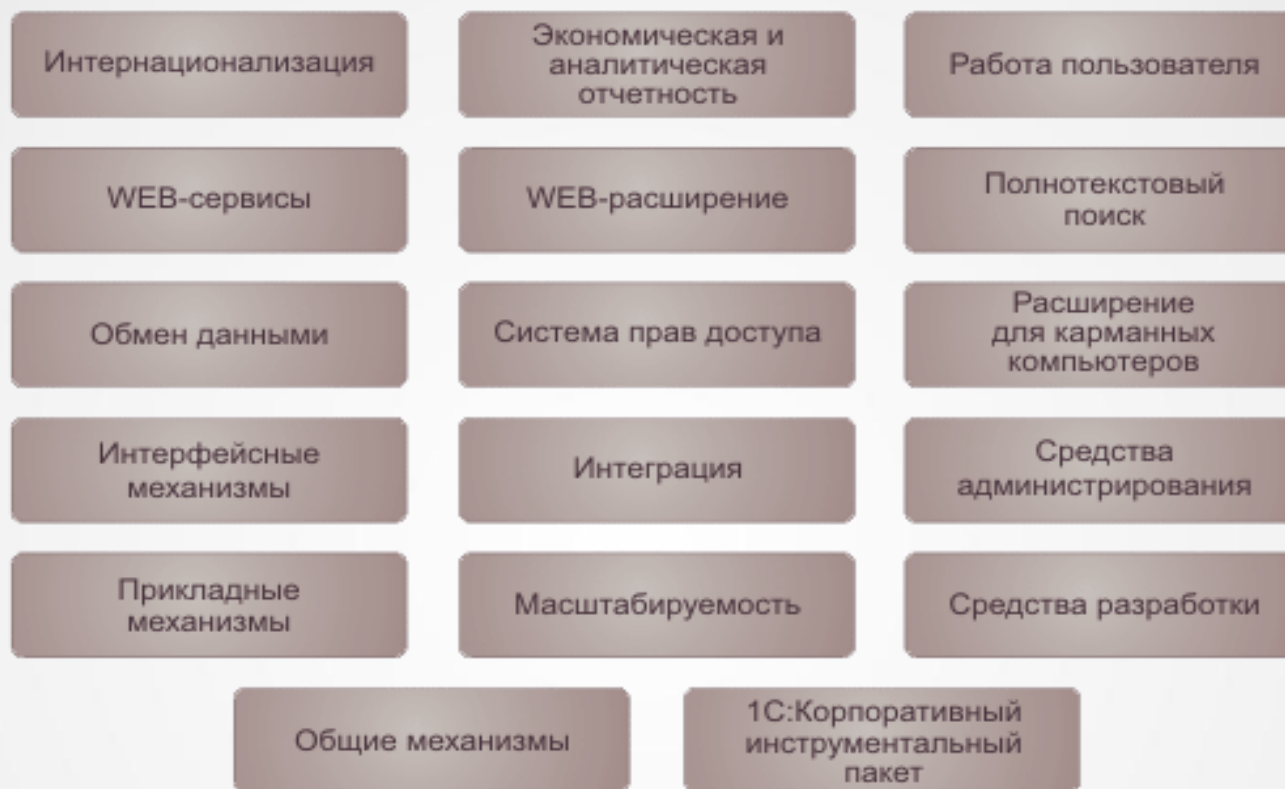 Интернационализация
Экономическая и
аналитическая
отчетность
Работа пользователя
WEB-сервисы
WEB-расширение
Полнотекстовый
поиск
Обмен данными
Система прав доступа
Расширение
для карманных
компьютеров
Интерфейсные
механизмы
Интеграция
Средства
администрирования
Прикладные
механизмы
Масштабируемость
Средства разработки
Общие механизмы
1С:Корпоративный
инструментальный
пакет